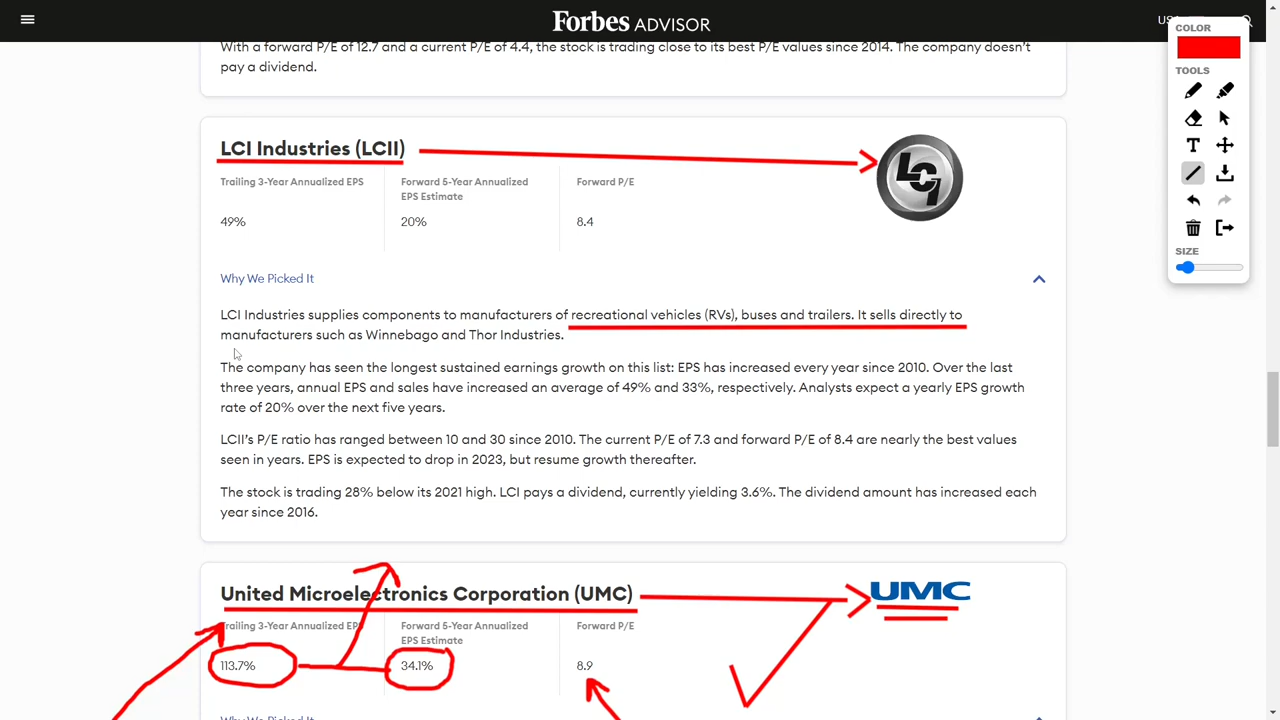 Forbes ADVISOR
US
COLOR
With a forward P/E of 12.7 and a current P/E of 4.4, the stock is trading close to its best P/E values since 2014. The company doesn't
pay a dividend.
TOOLS
LCI Industries (LCII)
LCI
Trailing 3-Year Annualized EPS
Forward 5-Year Annualized
EPS Estimate
Forward P/E
49%
20%
8.4
SIZE
Why We Picked It
LCI Industries supplies components to manufacturers of recreational vehicles (RVs), buses and trailers. It sells directly to
manufacturers such as Winnebago and Thor Industries.
The company has seen the longest sustained earnings growth on this list: EPS has increased every year since 2010. Over the last
three years, annual EPS and sales have increased an average of 49% and 33%, respectively. Analysts expect a yearly EPS growth
rate of 20% over the next five years.
LCII's P/E ratio has ranged between 10 and 30 since 2010. The current P/E of 7.3 and forward P/E of 8.4 are nearly the best values
seen in years. EPS is expected to drop in 2023, but resume growth thereafter.
The stock is trading 28% below its 2021 high. LCI pays a dividend, currently yielding 3.6%. The dividend amount has increased each
year since 2016.
United Microelectronics Corporation (UMC)
UMC
Trailing 3-Year Annualized EPS
Forward 5-Year Annualized
EPS Estimate
Forward P/E
113.7%
34.1%
8.9
Why We Picked It